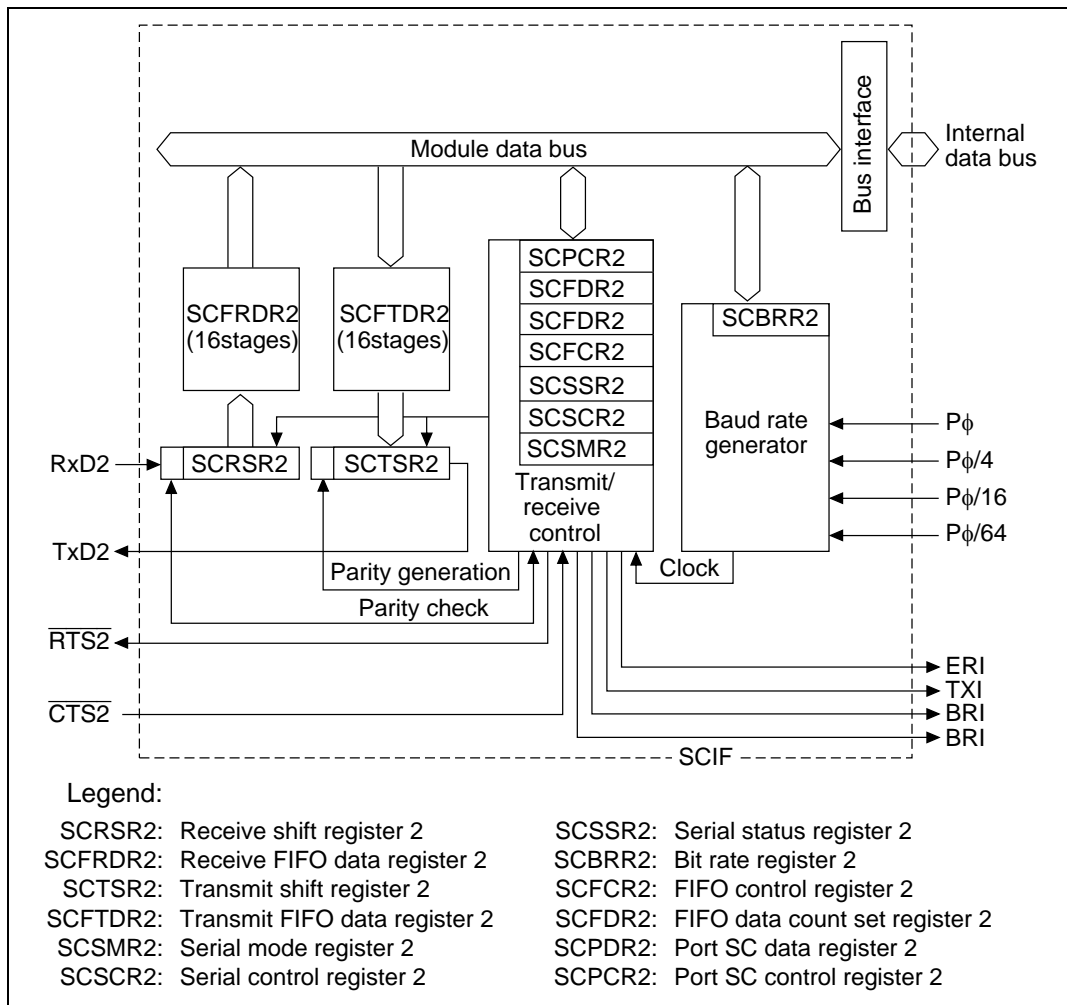 Module data bus
Bus interface
Internal
data bus
SCFRDR2
(16stages)
SCFTDR2
(16stages)
SCPCR2
SCFDR2
SCFDR2
SCFCR2
SCSSR2
SCSCR2
SCSMR2
Transmit/
receive
control
SCBRR2
Baud rate
generator
Pϕ
Pϕ/4
Pϕ/16
Pϕ/64
RxD2
SCRSR2
SCTSR2
TxD2
Parity generation
Clock
Parity check
RTS2
CTS2
ERI
TXI
BRI
BRI
SCIF
Legend:
SCRSR2: Receive shift register 2
SCFRDR2: Receive FIFO data register 2
SCTSR2: Transmit shift register 2
SCFTDR2: Transmit FIFO data register 2
SCSMR2: Serial mode register 2
SCSCR2: Serial control register 2
SCSSR2: Serial status register 2
SCBRR2: Bit rate register 2
SCFCR2: FIFO control register 2
SCFDR2: FIFO data count set register 2
SCPDR2: Port SC data register 2
SCPCR2: Port SC control register 2